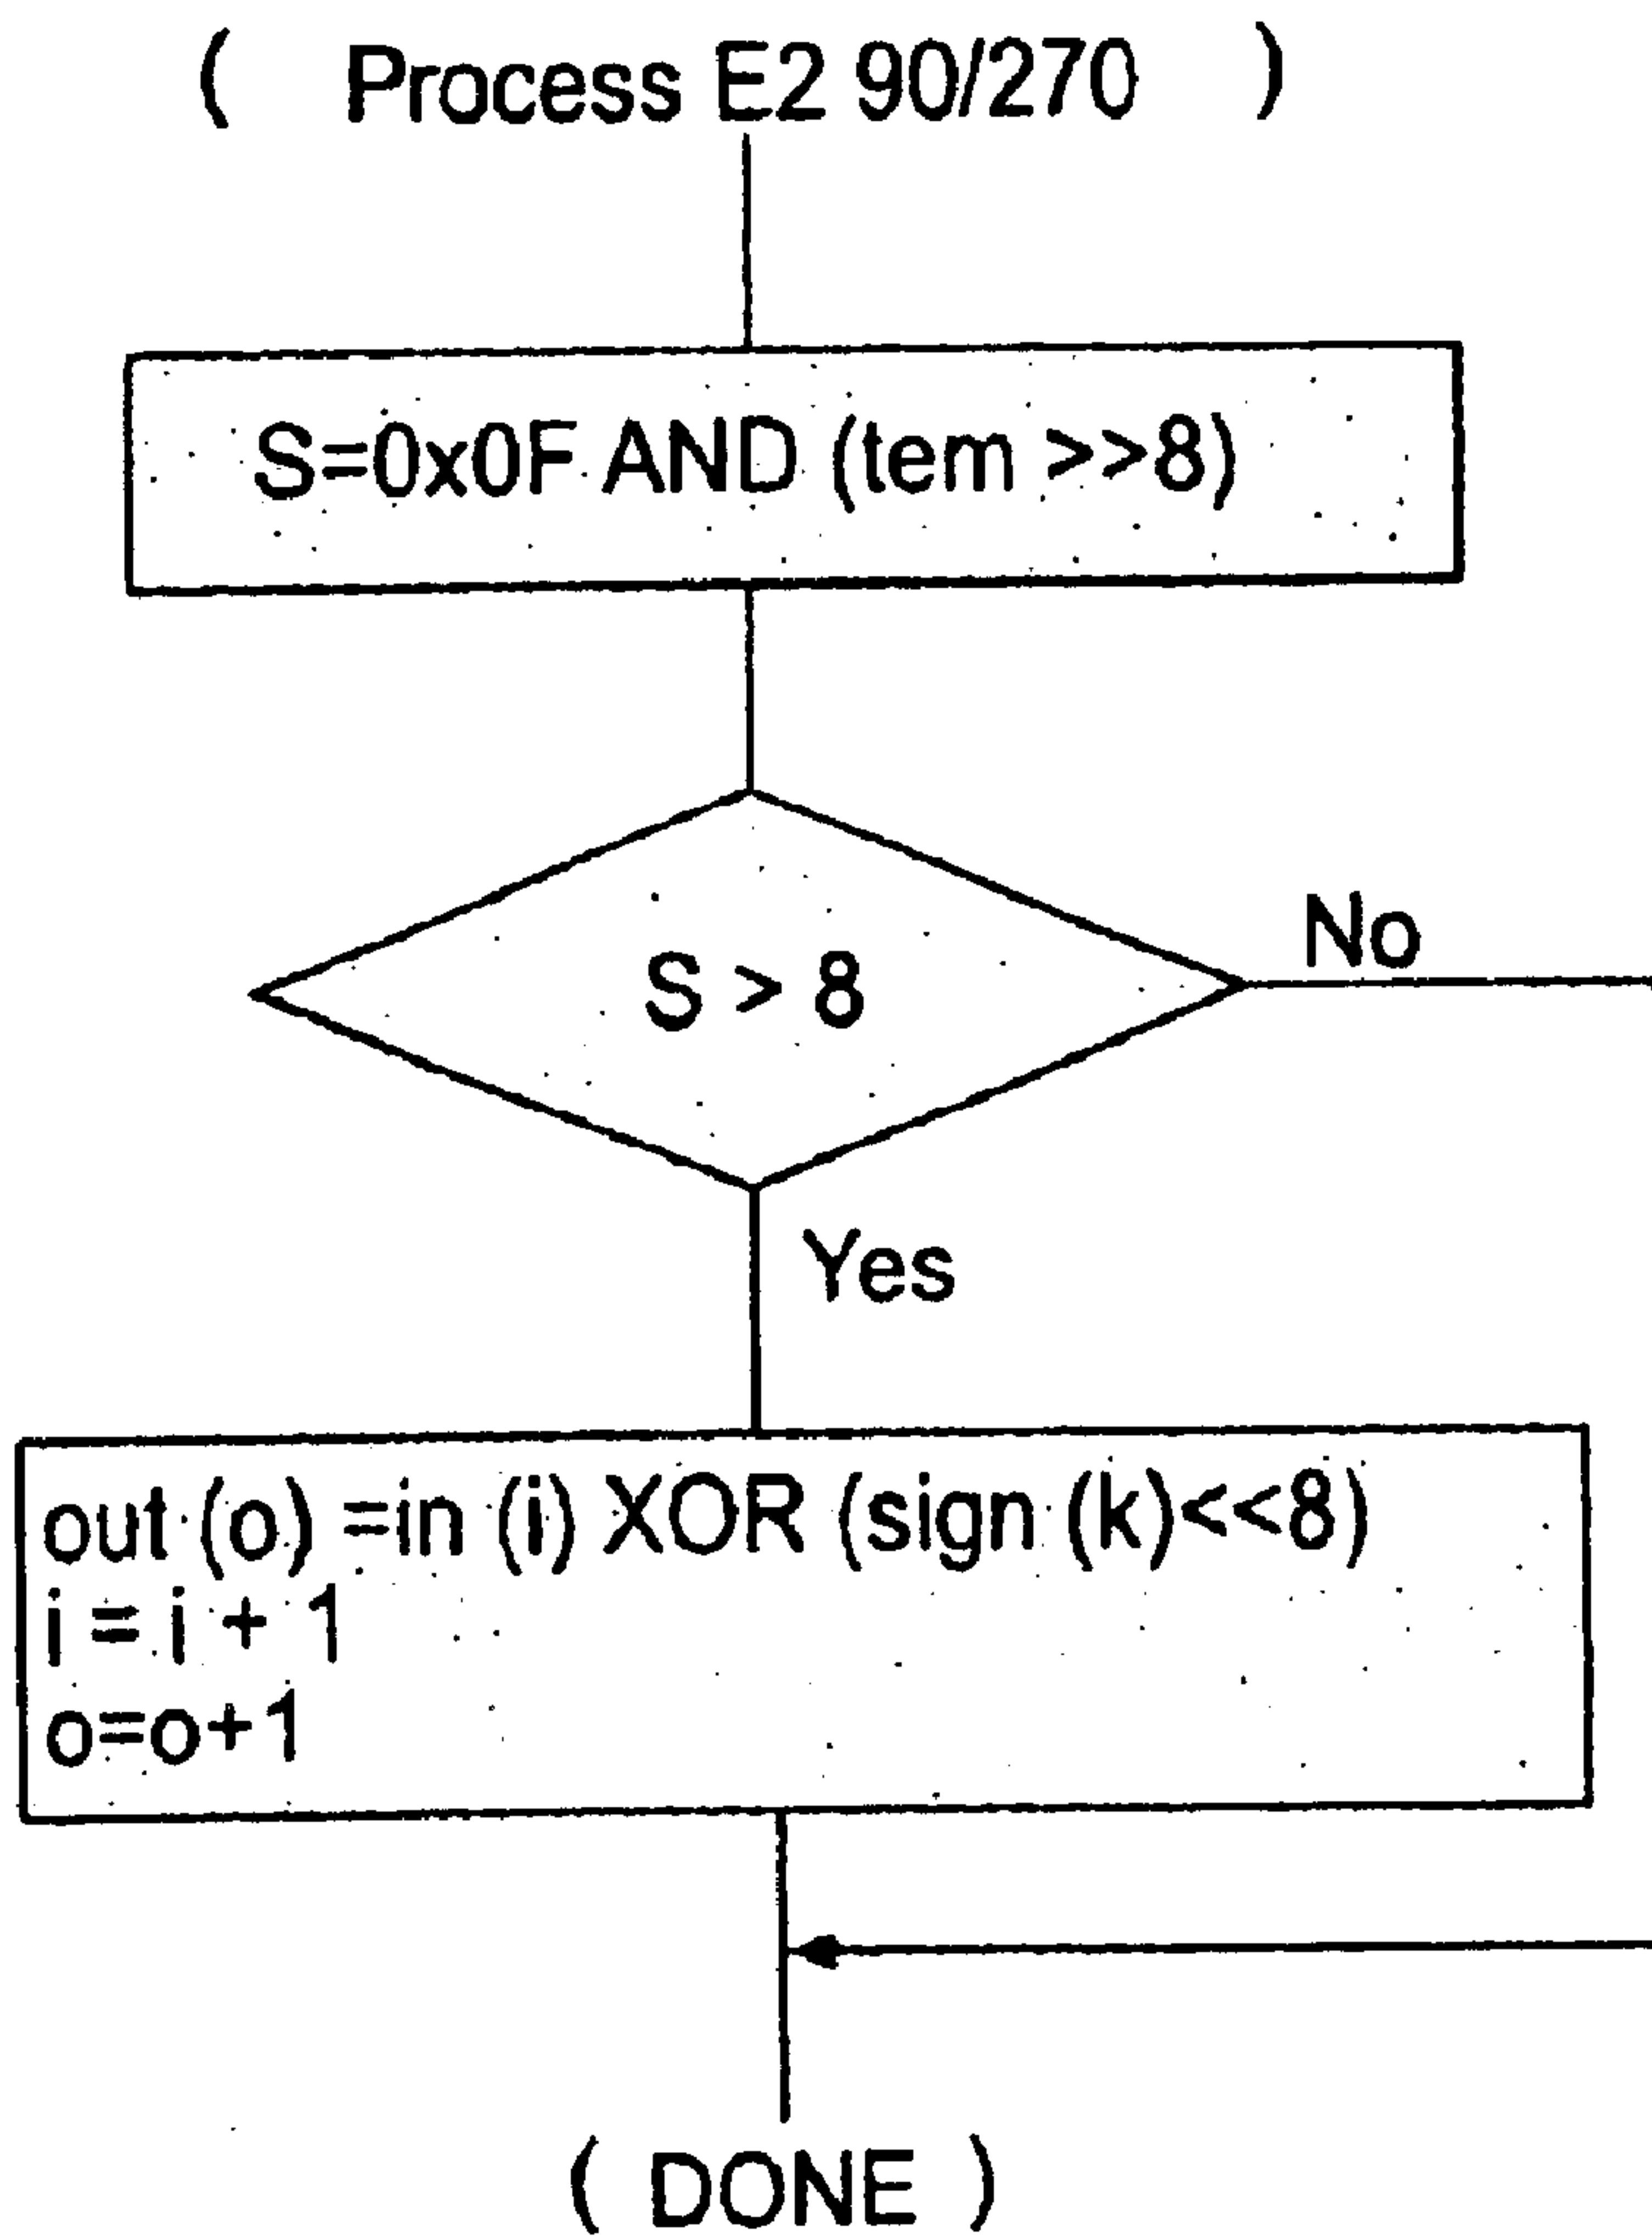 ( Process E2 90/270 )
S=0x0F AND (tem >>8)
S > 8
No
Yes
out (o) =in (i) XOR (sign (k)<<8)
i = i + 1
o=o+1
( DONE )